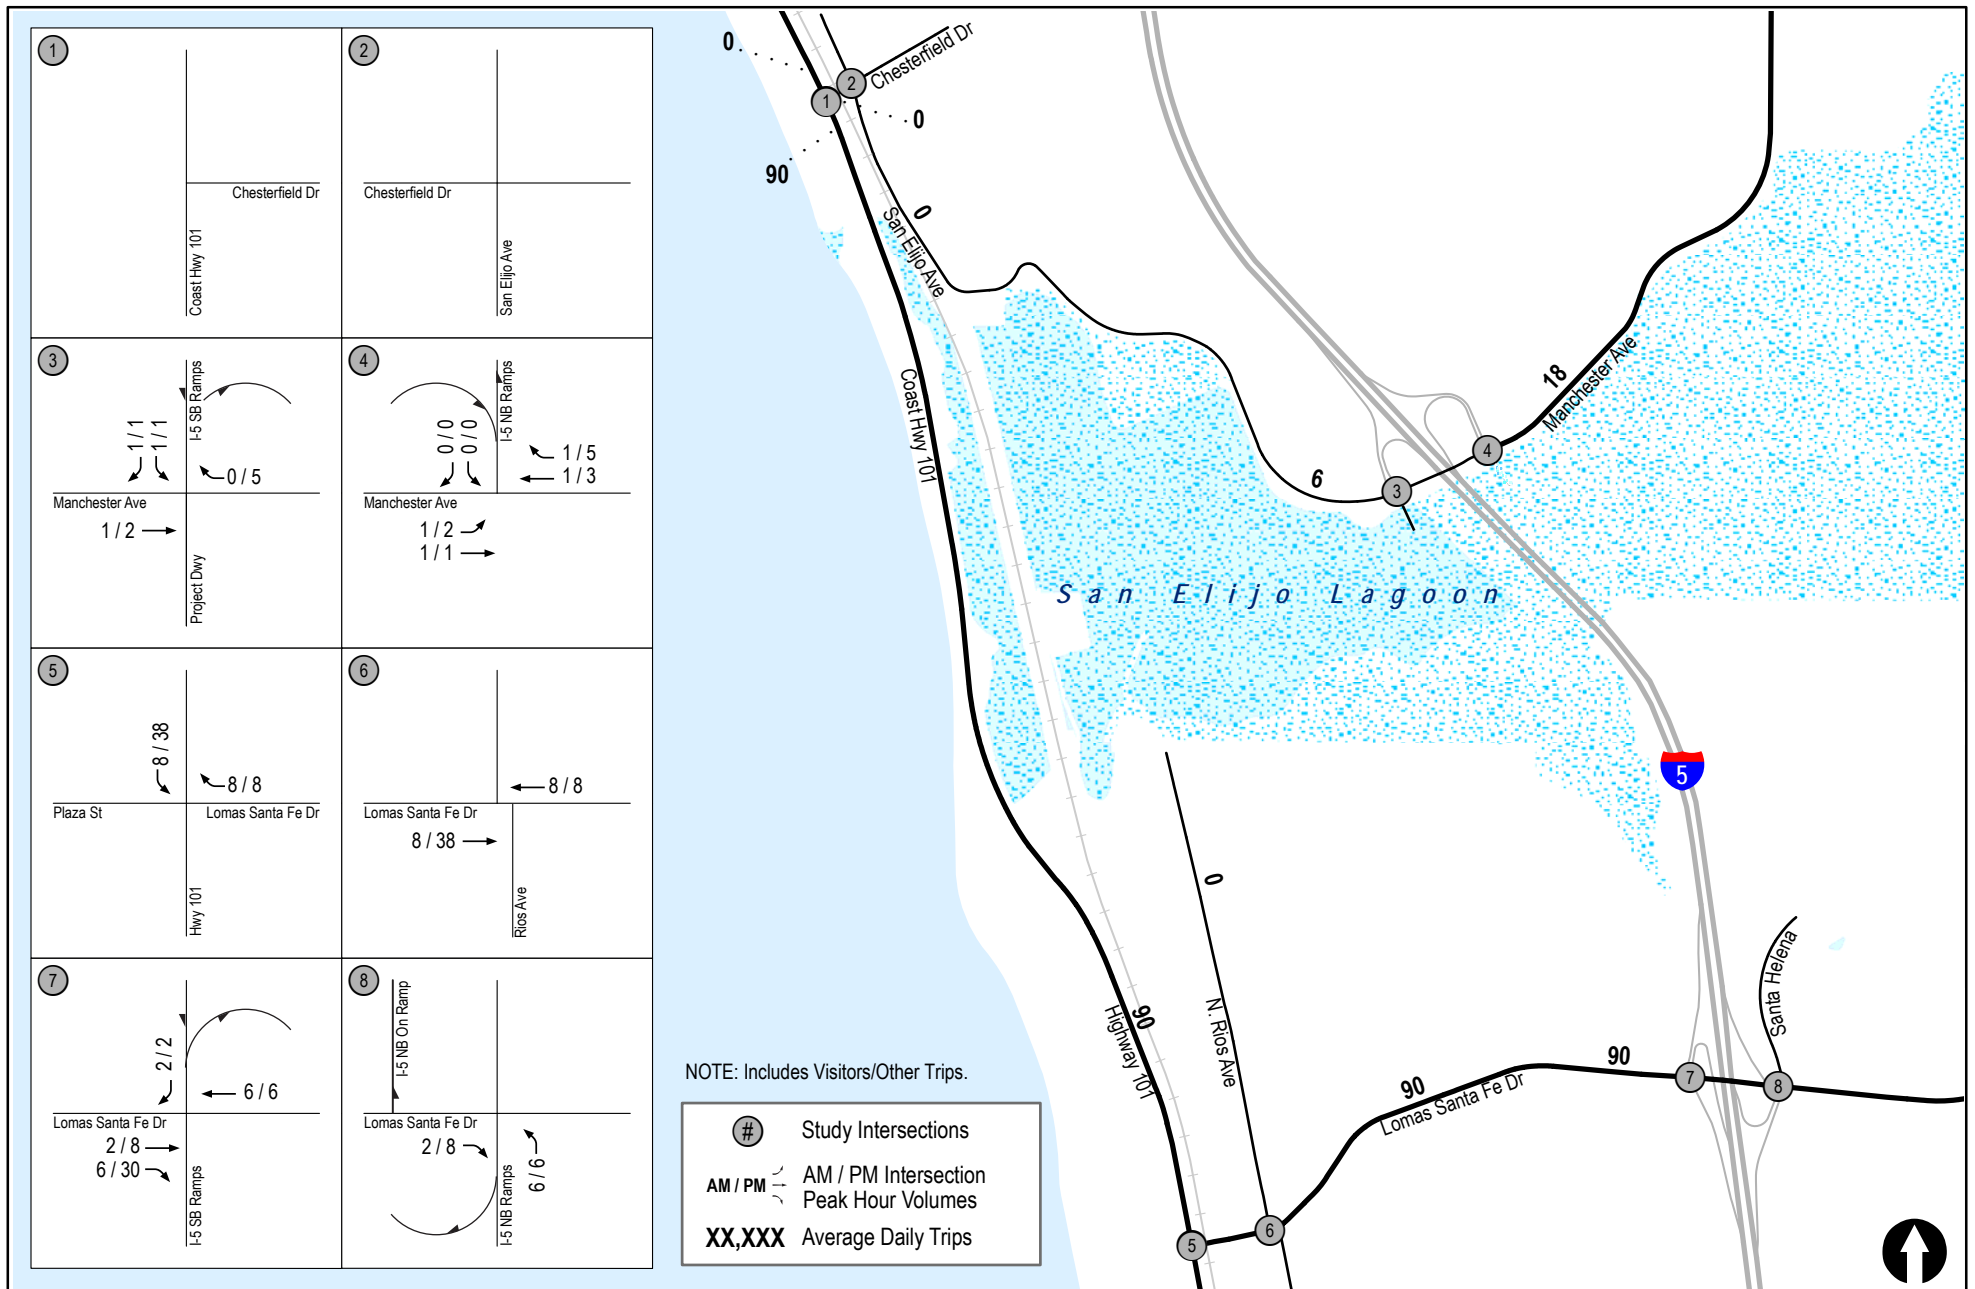 1
Chesterfield Dr
Coast Hwy 101
2
Chesterfield Dr
San Elijo Ave
3
I-5 SB Ramps
1 / 1
1 / 1
0 / 5
Manchester Ave
1 / 2
Project Dwy
4
I-5 NB Ramps
0 / 0
0 / 0
1 / 5
1 / 3
Manchester Ave
1 / 2
1 / 1
5
8 / 38
8 / 8
Plaza St
Lomas Santa Fe Dr
Hwy 101
6
8 / 8
Lomas Santa Fe Dr
8 / 38
Rios Ave
7
2 / 2
6 / 6
Lomas Santa Fe Dr
2 / 8
6 / 30
I-5 SB Ramps
8
I-5 NB On Ramp
Lomas Santa Fe Dr
2 / 8
6 / 6
I-5 NB Ramps
0
2
Chesterfield Dr
1
0
90
0
San Elijo Ave
Coast Hwy 101
18
Manchester Ave
4
6
3
San Elijo Lagoon
5
0
Santa Helena
N. Rios Ave
90
Highway 101
90
90
Lomas Santa Fe Dr
7
8
6
5
NOTE: Includes Visitors/Other Trips.
# Study Intersections
AM / PM AM / PM Intersection
Peak Hour Volumes
XX,XXX Average Daily Trips